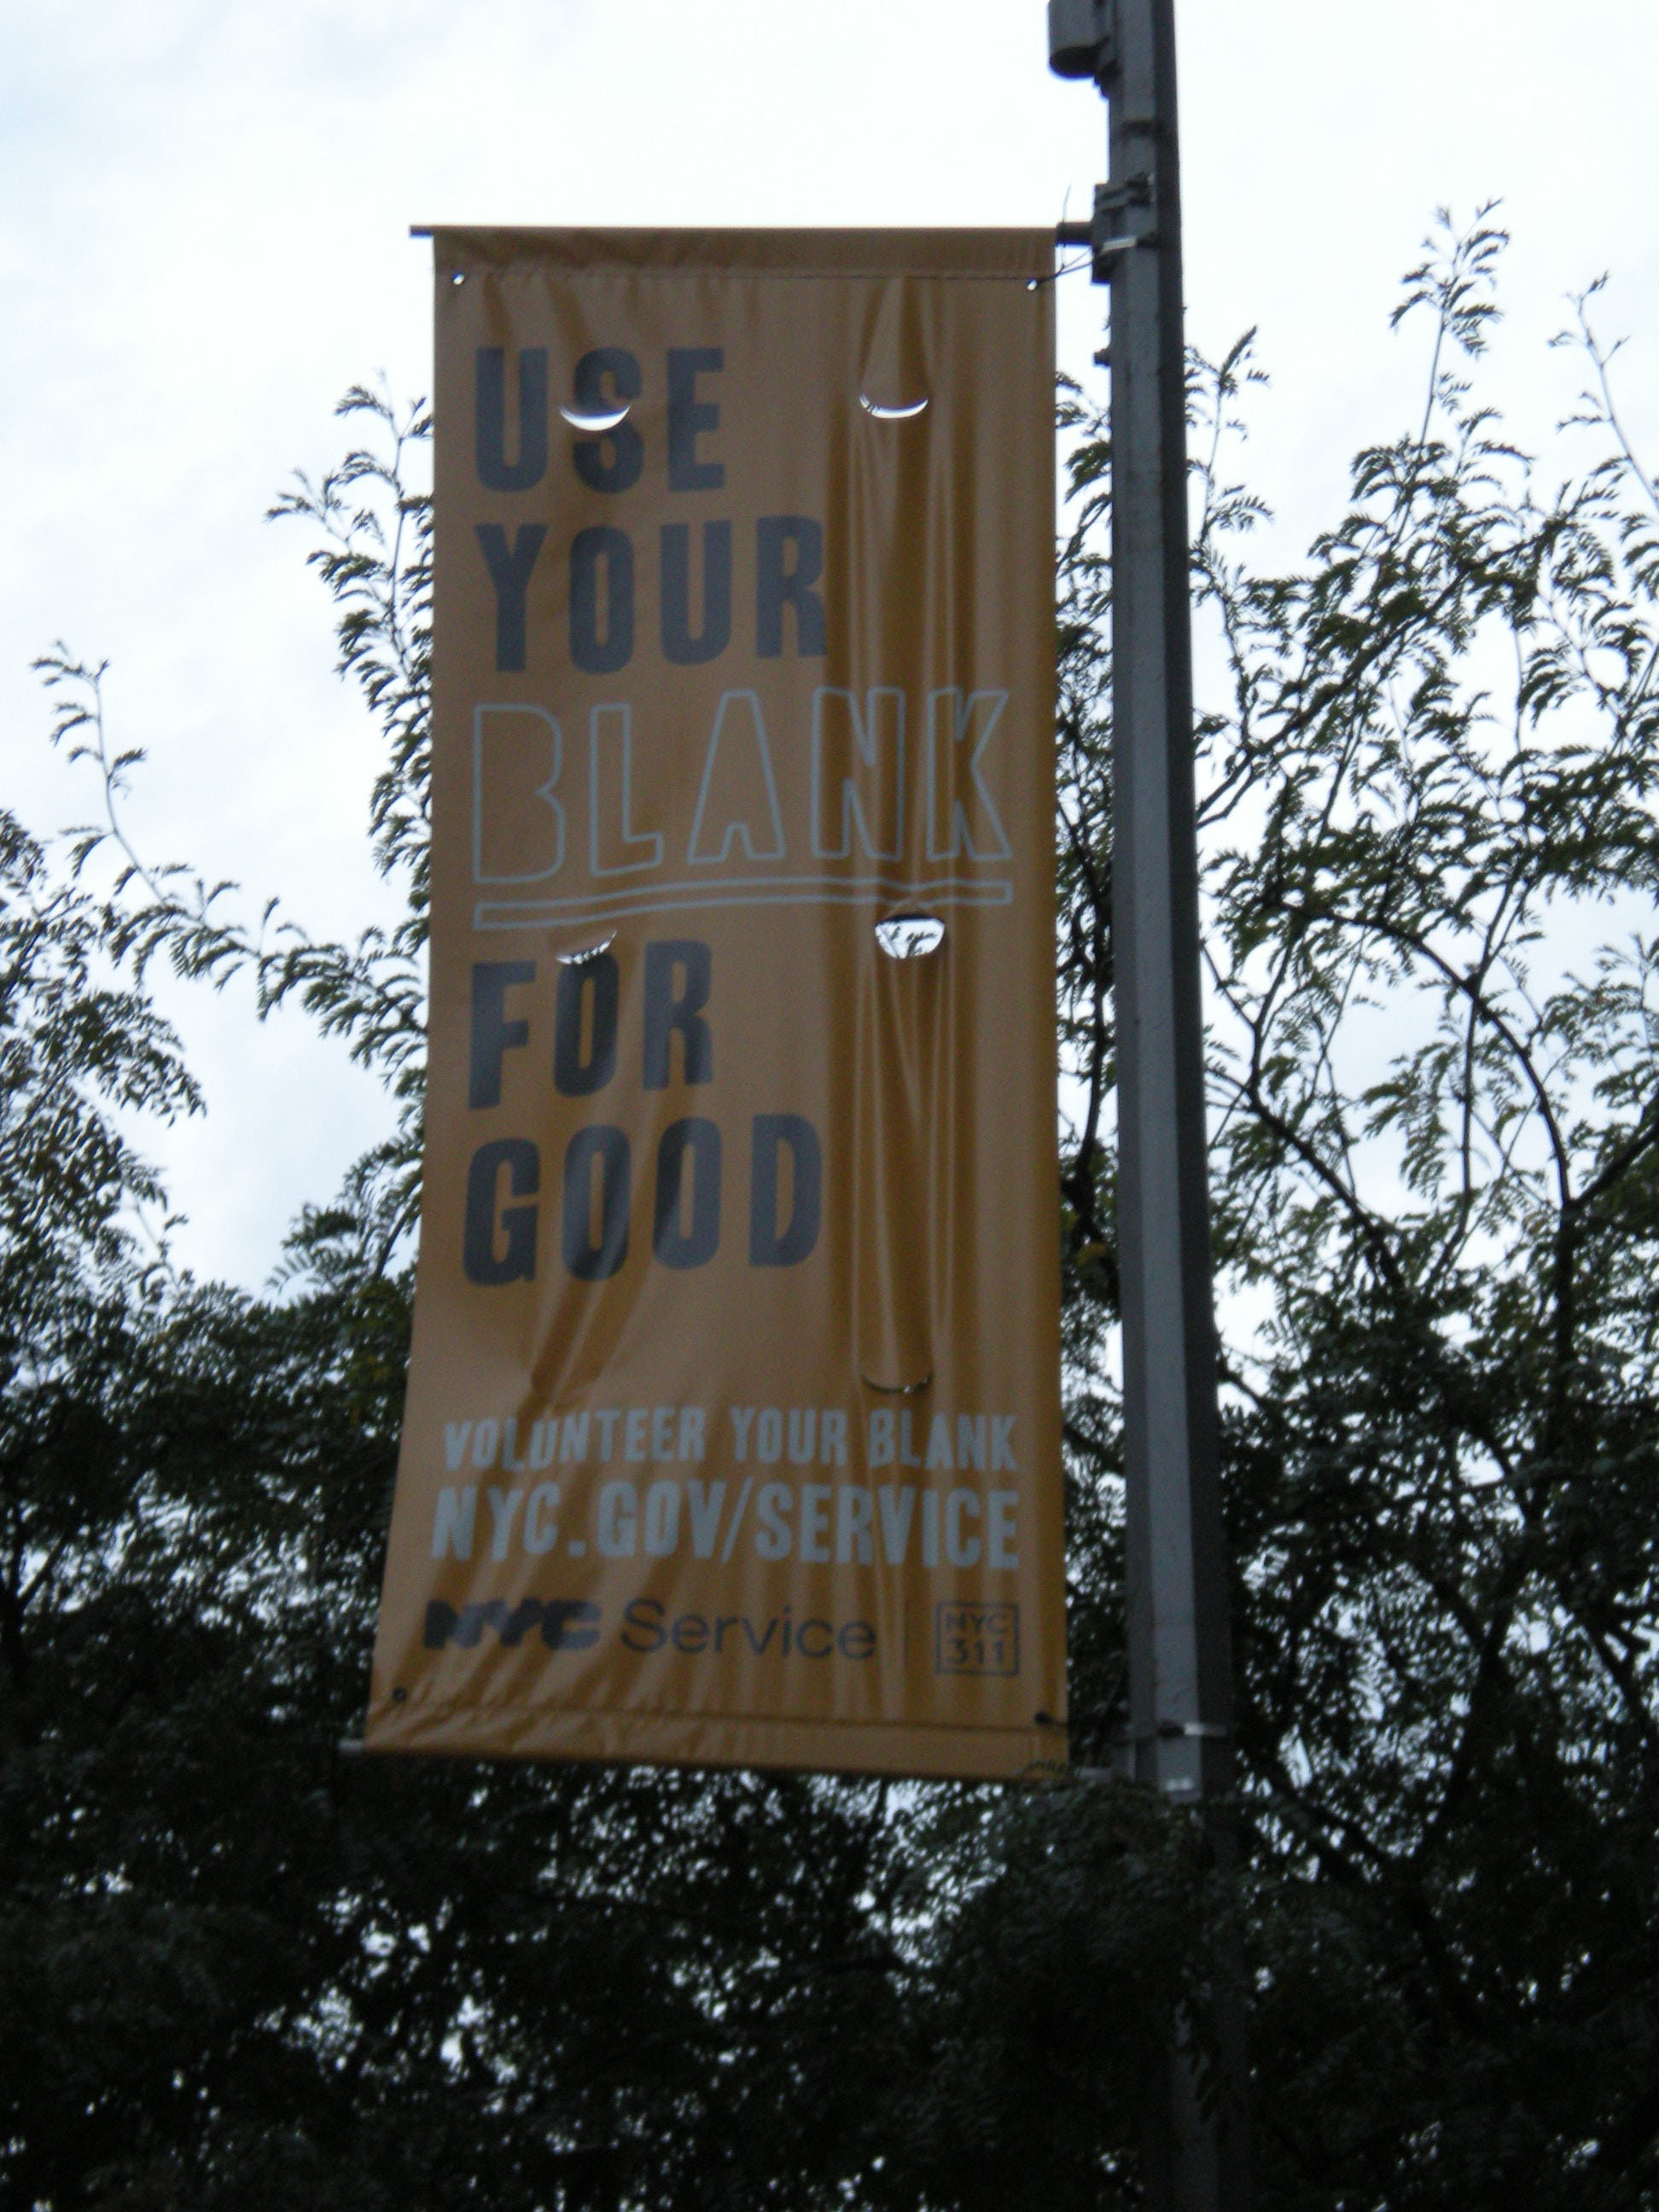 USE
YOUR
BLANK
FOR
GOOD
VOLUNTEER YOUR BLANK
NYC.GOV/SERVICE
NYC Service
NYC
311